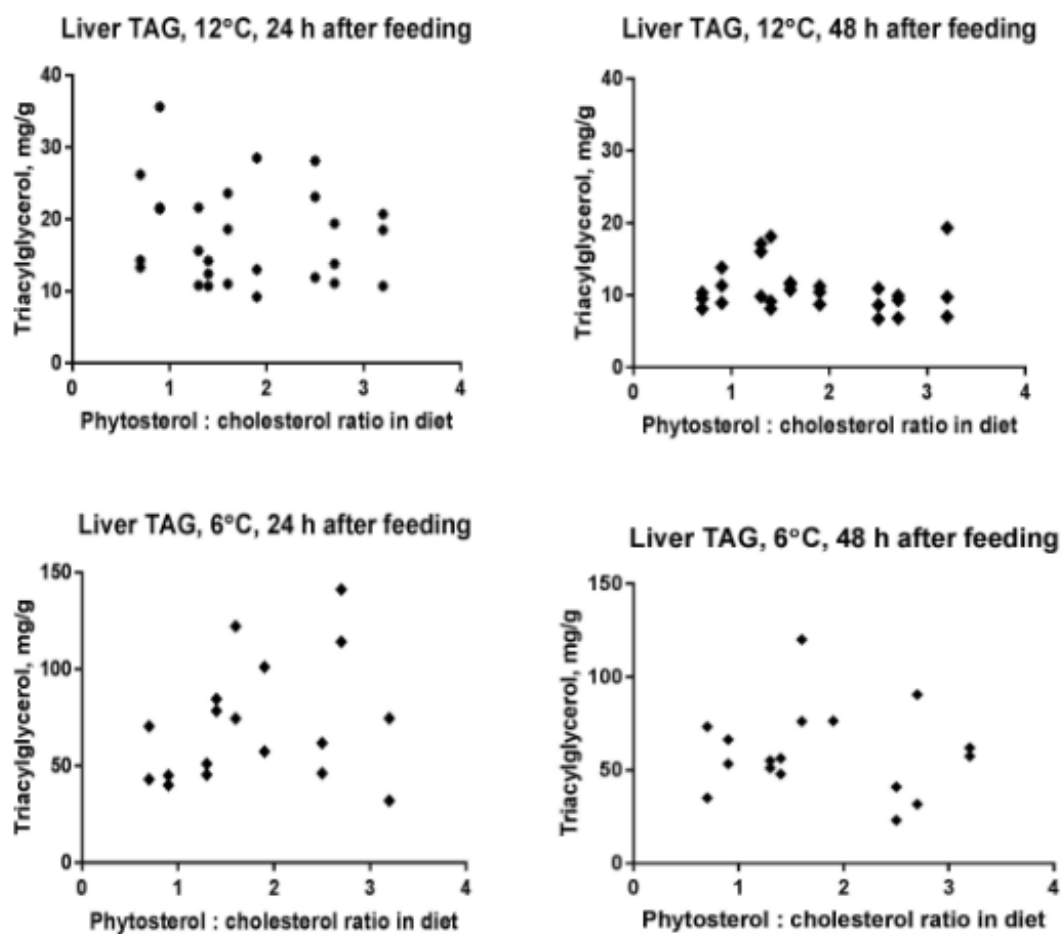 Liver TAG, 12°C, 24 h after feeding
Triacylglycerol, mg/g
40
30
20
10
0
0 1 2 3 4
Phytosterol : cholesterol ratio in diet
Liver TAG, 12°C, 48 h after feeding
Triacylglycerol, mg/g
40
30
20
10
0
0 1 2 3 4
Phytosterol : cholesterol ratio in diet
Liver TAG, 6°C, 24 h after feeding
Triacylglycerol, mg/g
150
100
50
0
0 1 2 3 4
Phytosterol : cholesterol ratio in diet
Liver TAG, 6°C, 48 h after feeding
Triacylglycerol, mg/g
150
100
50
0
0 1 2 3 4
Phytosterol : cholesterol ratio in diet